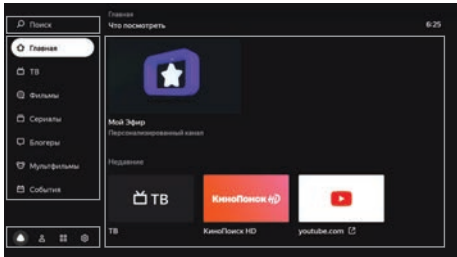 Главная
Поиск
Что посмотреть
6:25
Главная
ТВ
Фильмы
Сериалы
Блогеры
Мультфильмы
События
Мой Эфир
Персонализированный канал
Недавние
ТВ
КиноПоиск HD
ТВ
КиноПоиск HD
youtube.com